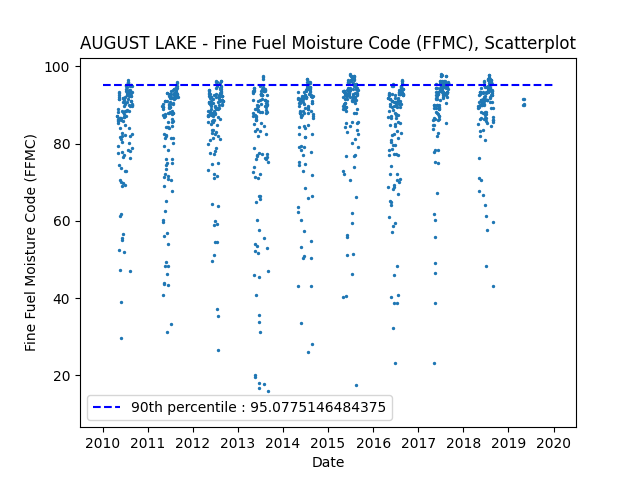 AUGUST LAKE - Fine Fuel Moisture Code (FFMC), Scatterplot
100
80
60
40
20
Fine Fuel Moisture Code (FFMC)
90th percentile : 95.0775146484375
2010 2011 2012 2013 2014 2015 2016 2017 2018 2019 2020
Date